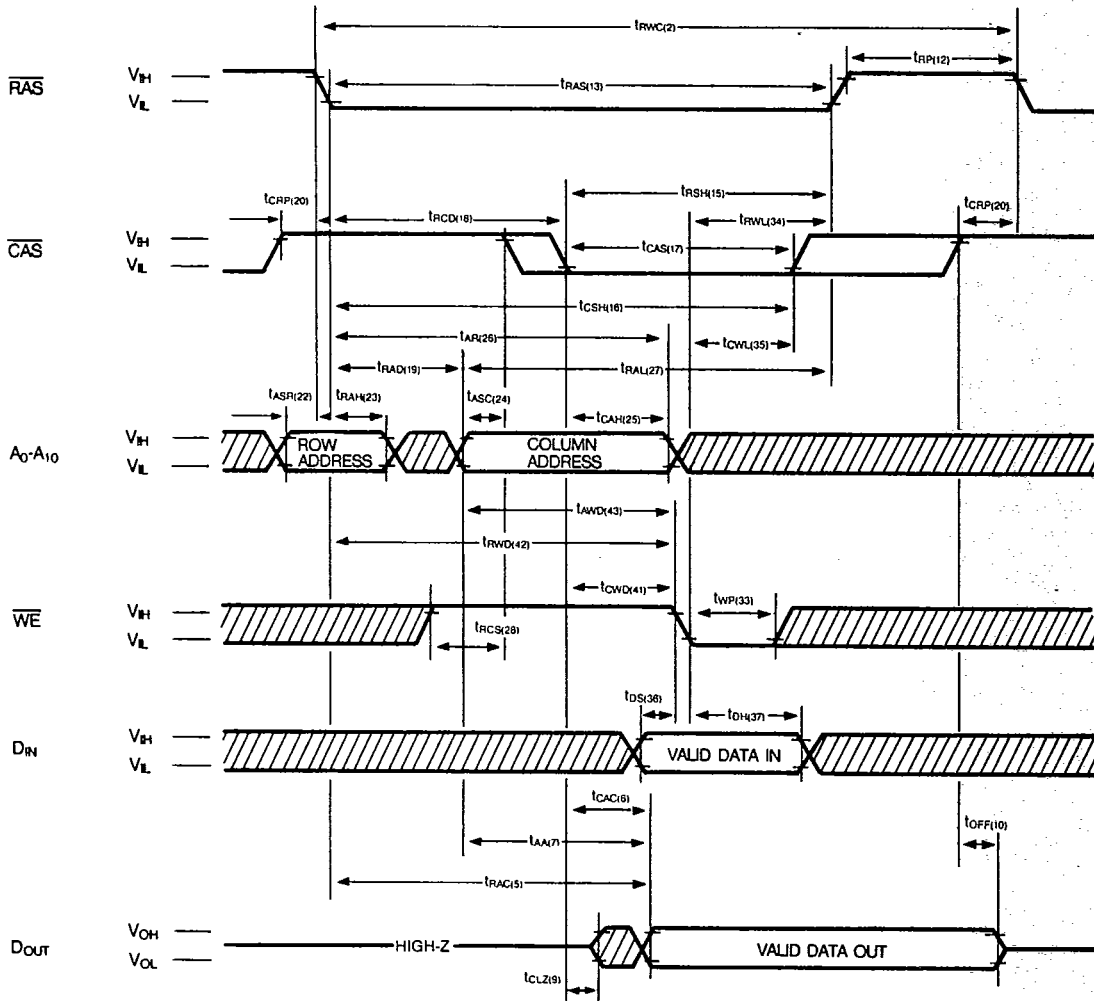 tRWC(2)
tRP(12)
RAS
VIH
VIL
tRAS(13)
tRSH(15)
tCRP(20)
tRCD(18)
tRWL(34)
tCRP(20)
CAS
VIH
VIL
tCAS(17)
tCSH(16)
tAR(26)
tCWL(35)
tRAD(19)
tRAL(27)
tASR(22)
tRAH(23)
tASC(24)
tCAH(25)
A0-A10
VIH
VIL
ROW ADDRESS
COLUMN ADDRESS
tAWD(43)
tRWD(42)
tCWD(41)
WE
VIH
VIL
tWP(33)
tRCS(28)
tDS(36)
tDH(37)
DIN
VIH
VIL
VALID DATA IN
tCAC(6)
tOFF(10)
tAA(7)
tRAC(5)
DOUT
VOH
VOL
HIGH-Z
VALID DATA OUT
tCLZ(9)